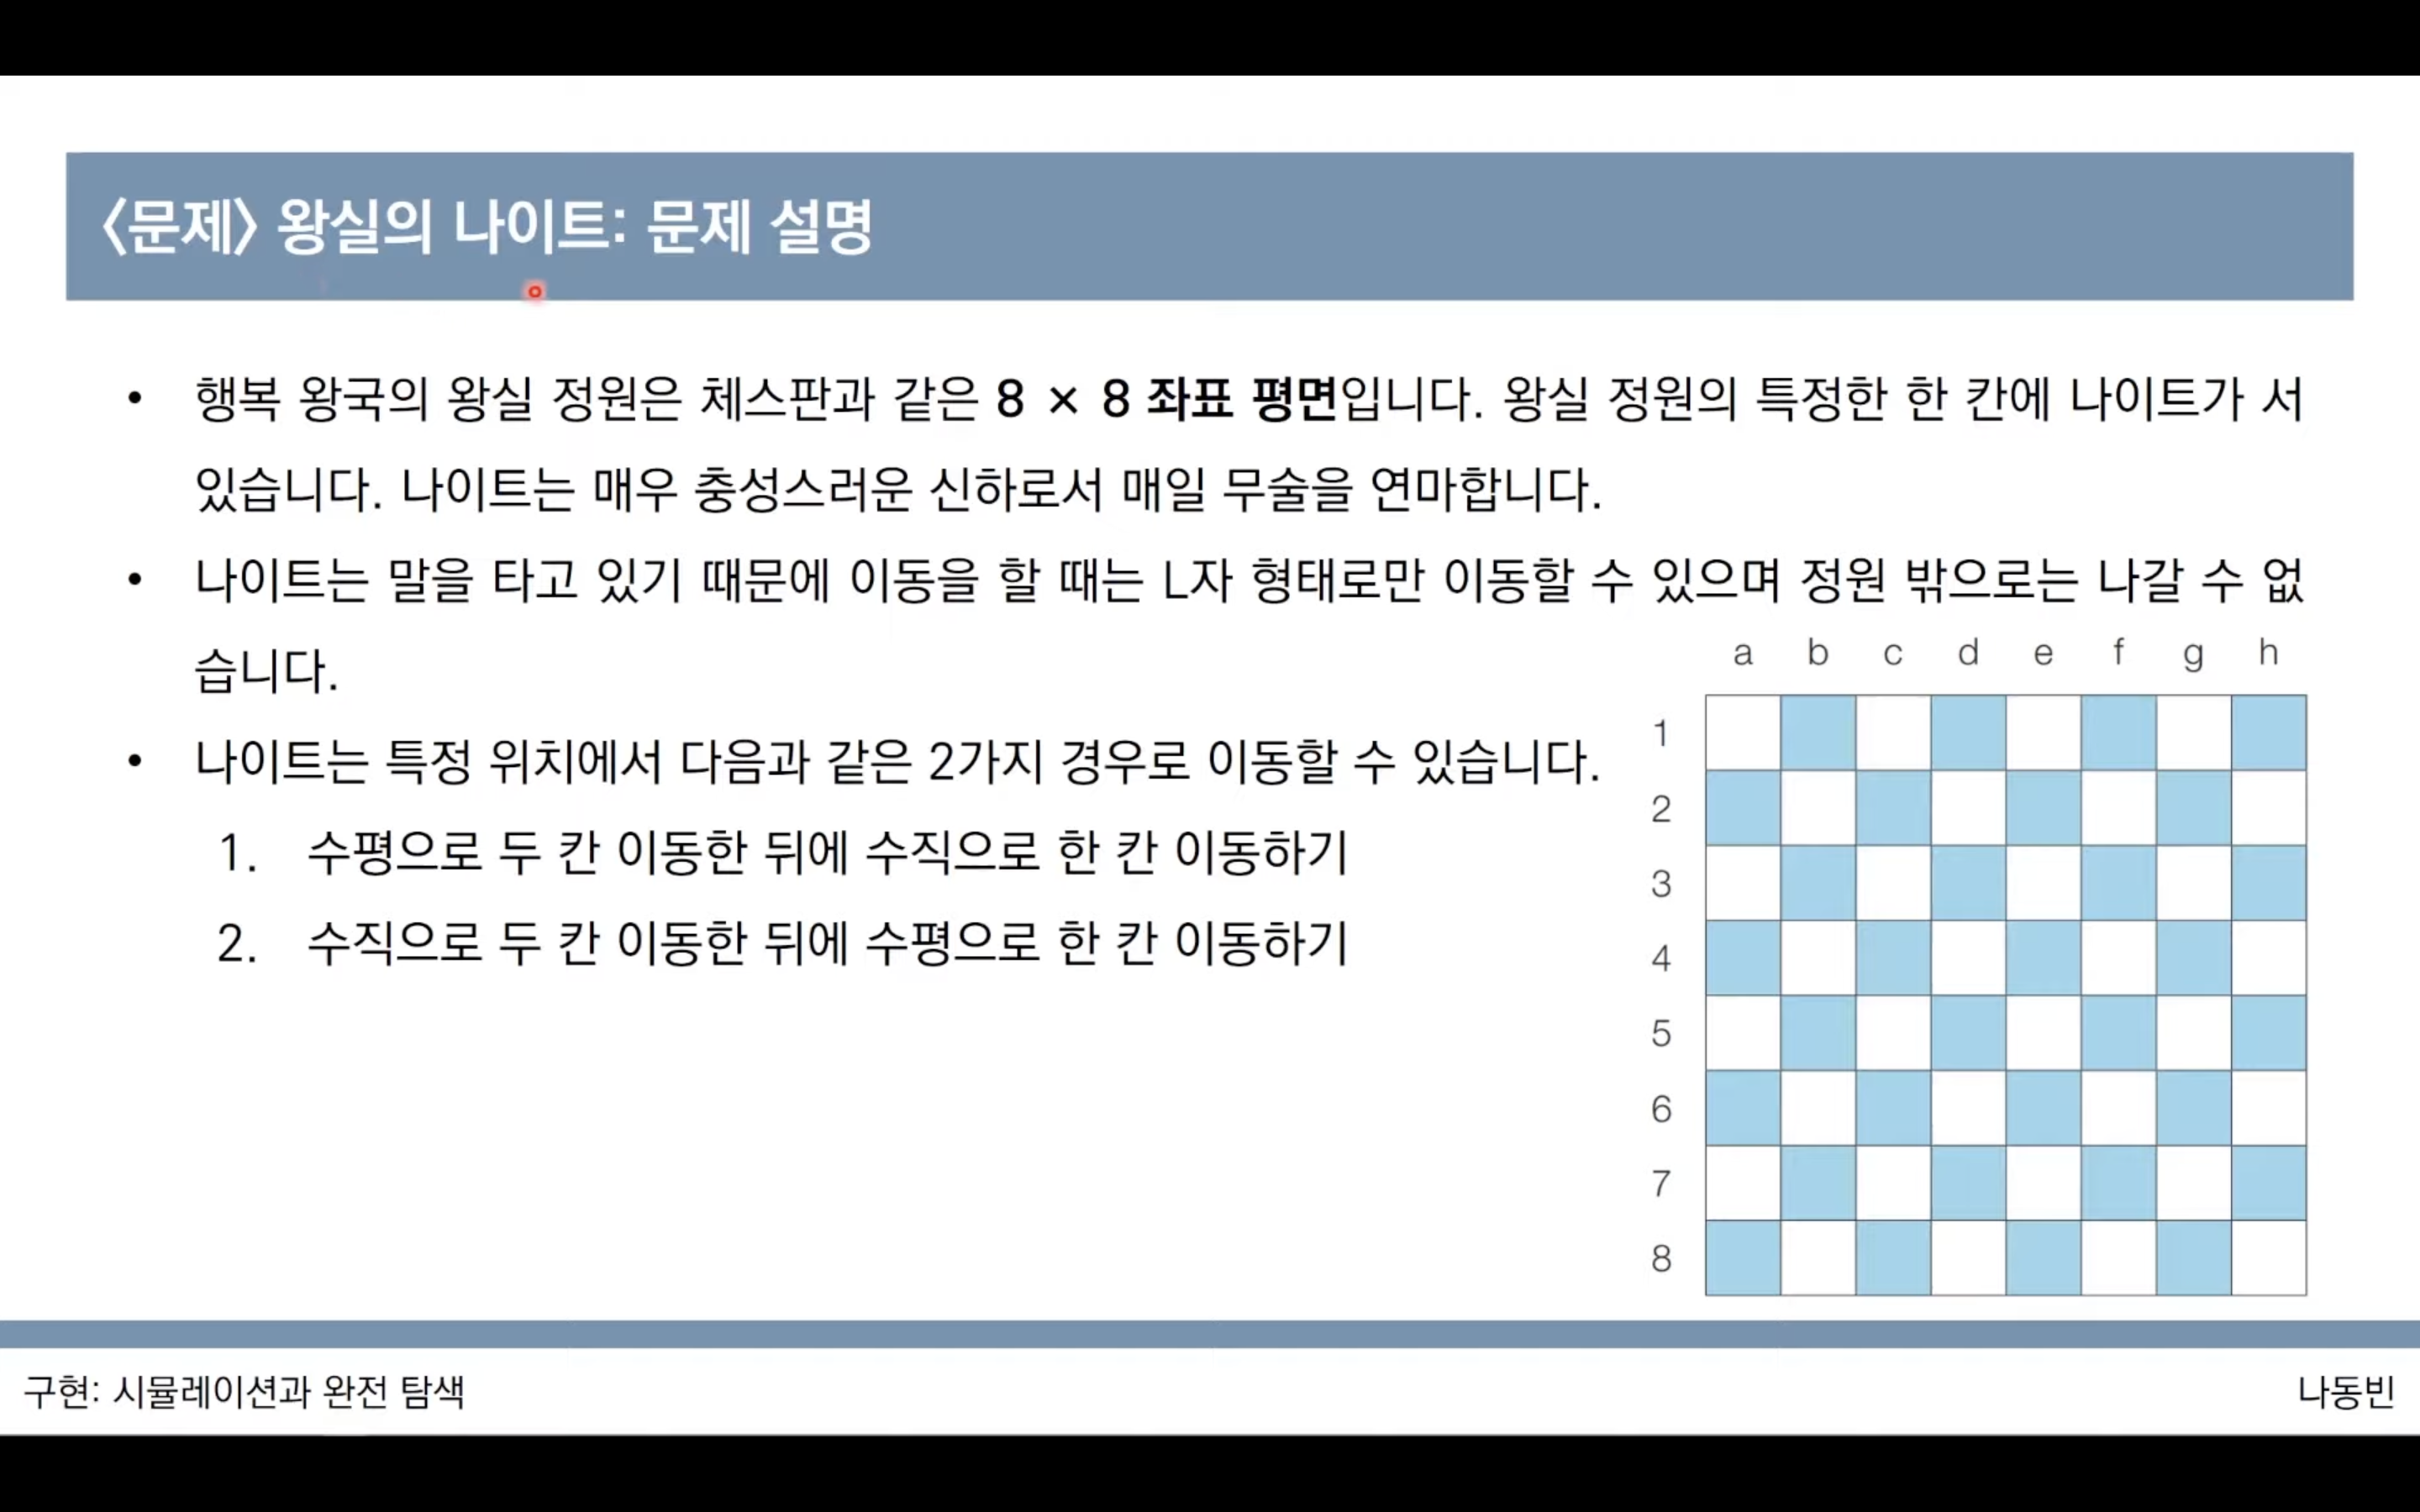 <문제> 왕실의 나이트: 문제 설명
• 행복 왕국의 왕실 정원은 체스판과 같은 8 × 8 좌표 평면입니다. 왕실 정원의 특정한 한 칸에 나이트가 서
있습니다. 나이트는 매우 충성스러운 신하로서 매일 무술을 연마합니다.
• 나이트는 말을 타고 있기 때문에 이동을 할 때는 L자 형태로만 이동할 수 있으며 정원 밖으로는 나갈 수 없
습니다.
• 나이트는 특정 위치에서 다음과 같은 2가지 경우로 이동할 수 있습니다.
1. 수평으로 두 칸 이동한 뒤에 수직으로 한 칸 이동하기
2. 수직으로 두 칸 이동한 뒤에 수평으로 한 칸 이동하기
a b c d e f g h
1
2
3
4
5
6
7
8
구현: 시뮬레이션과 완전 탐색
나동빈